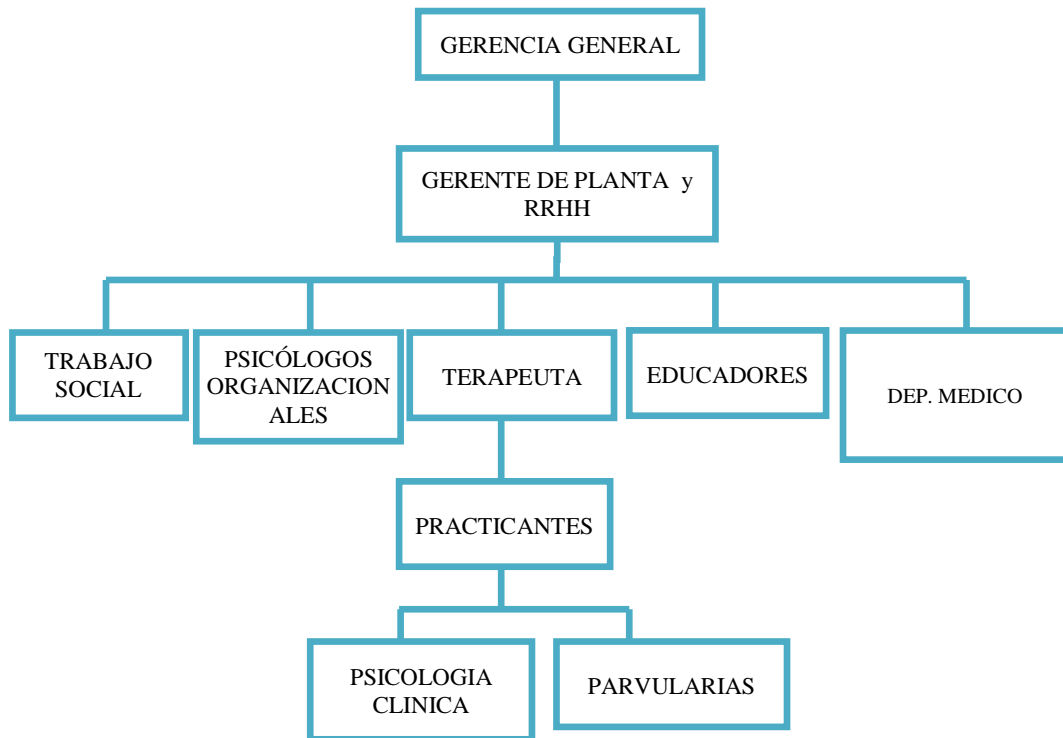 GERENCIA GENERAL
GERENTE DE PLANTA y
RRHH
TRABAJO
SOCIAL
PSICÓLOGOS
ORGANIZACION
ALES
TERAPEUTA
EDUCADORES
DEP. MEDICO
PRACTICANTES
PSICOLOGIA
CLINICA
PARVULARIAS